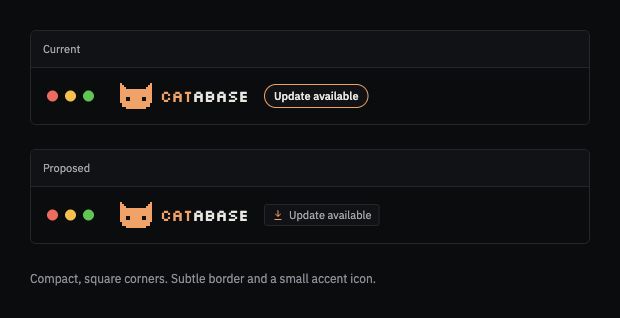 Current
CATABASE Update available
Proposed
CATABASE Update available
Compact, square corners. Subtle border and a small accent icon.